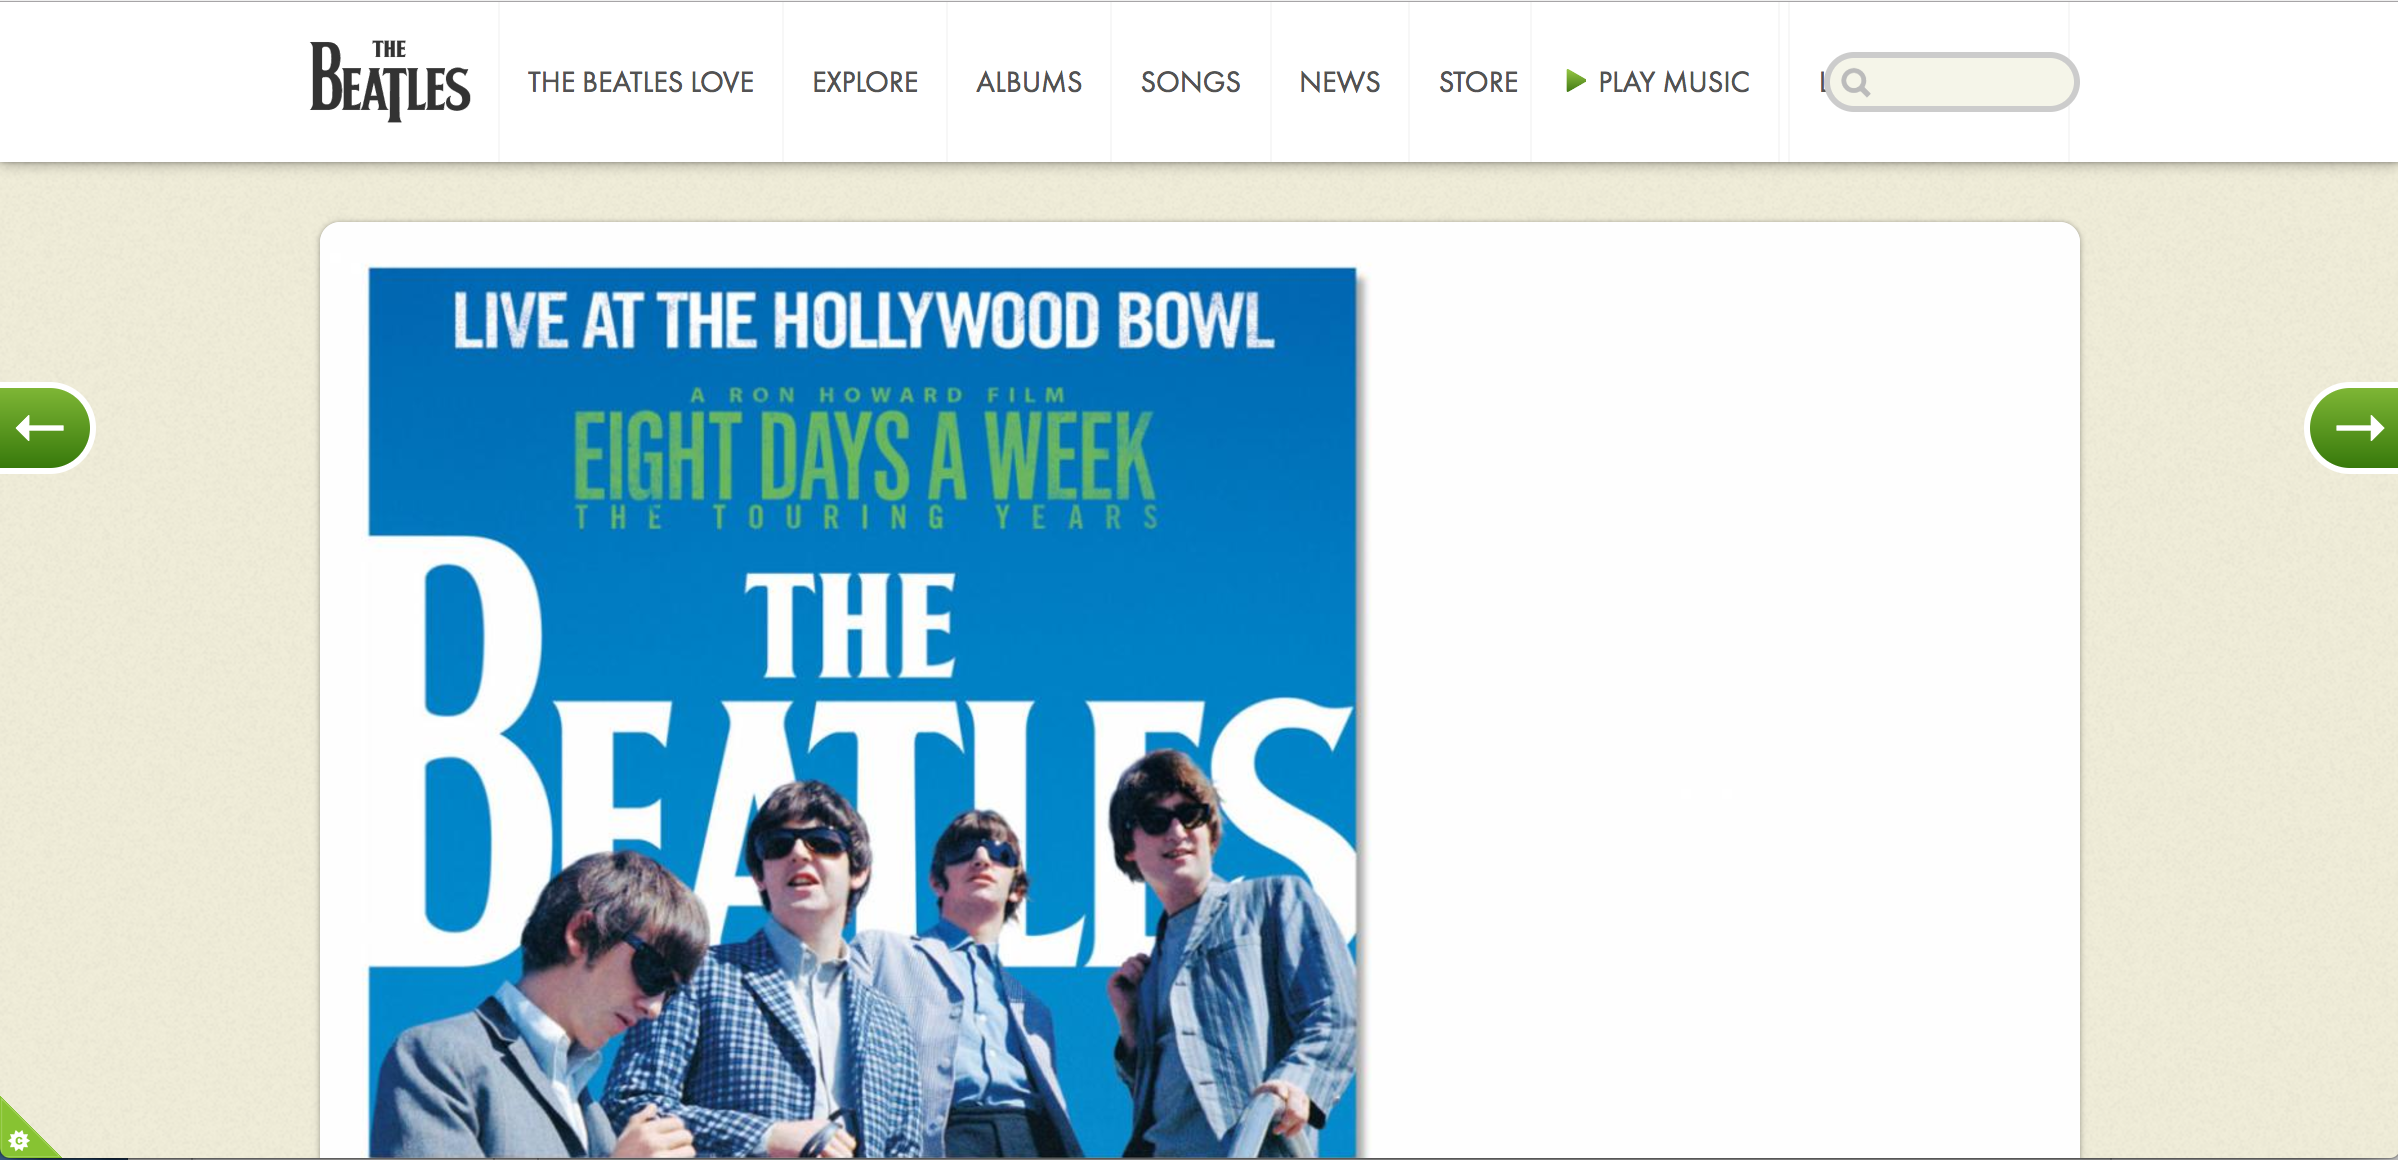 THE
BEATLES
THE BEATLES LOVE
EXPLORE
ALBUMS
SONGS
NEWS
STORE
PLAY MUSIC
LIVE AT THE HOLLYWOOD BOWL
A RON HOWARD FILM
EIGHT DAYS A WEEK
THE TOURING YEARS
THE
BEATLES